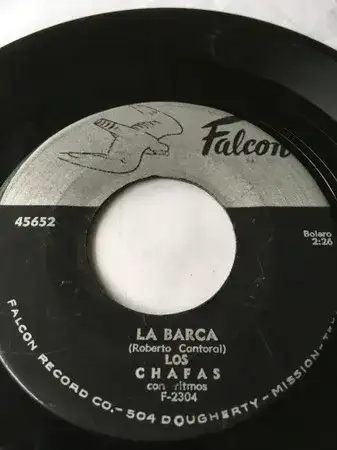 Falcon
45652
Bolero
2:26
LA BARCA
(Roberto Cantoral)
LOS
CHAFAS
con ritmos
F-2304
FALCON RECORD CO.-504 DOUGHERTY-MISSION-